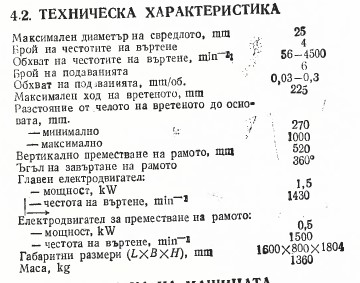 4.2. ТЕХНИЧЕСКА ХАРАКТЕРИСТИКА
Максимален диаметър на свредлото, mm 25
Брой на честотите на въртене 4
Обхват на честотите на въртене, min⁻¹ 56—4500
Брой на подаванията 6
Обхват на подаванията, mm/об. 0,03—0,3
Максимален ход на вретеното, mm 225
Разстояние от челото на вретеното до осно-
вата, mm.
— минимално 270
— максимално 1000
Вертикално преместване на рамото, mm 520
Ъгъл на завъртане на рамото 360°
Главен електродвигател:
— мощност, kW 1,5
— честота на въртене, min⁻¹ 1430
Електродвигател за преместване на рамото:
— мощност, kW 0,5
— честота на въртене, min⁻¹ 1500
Габаритни размери (L×B×H), mm 1600×800×1804
Маса, kg 1360
НА МАШИНАТА